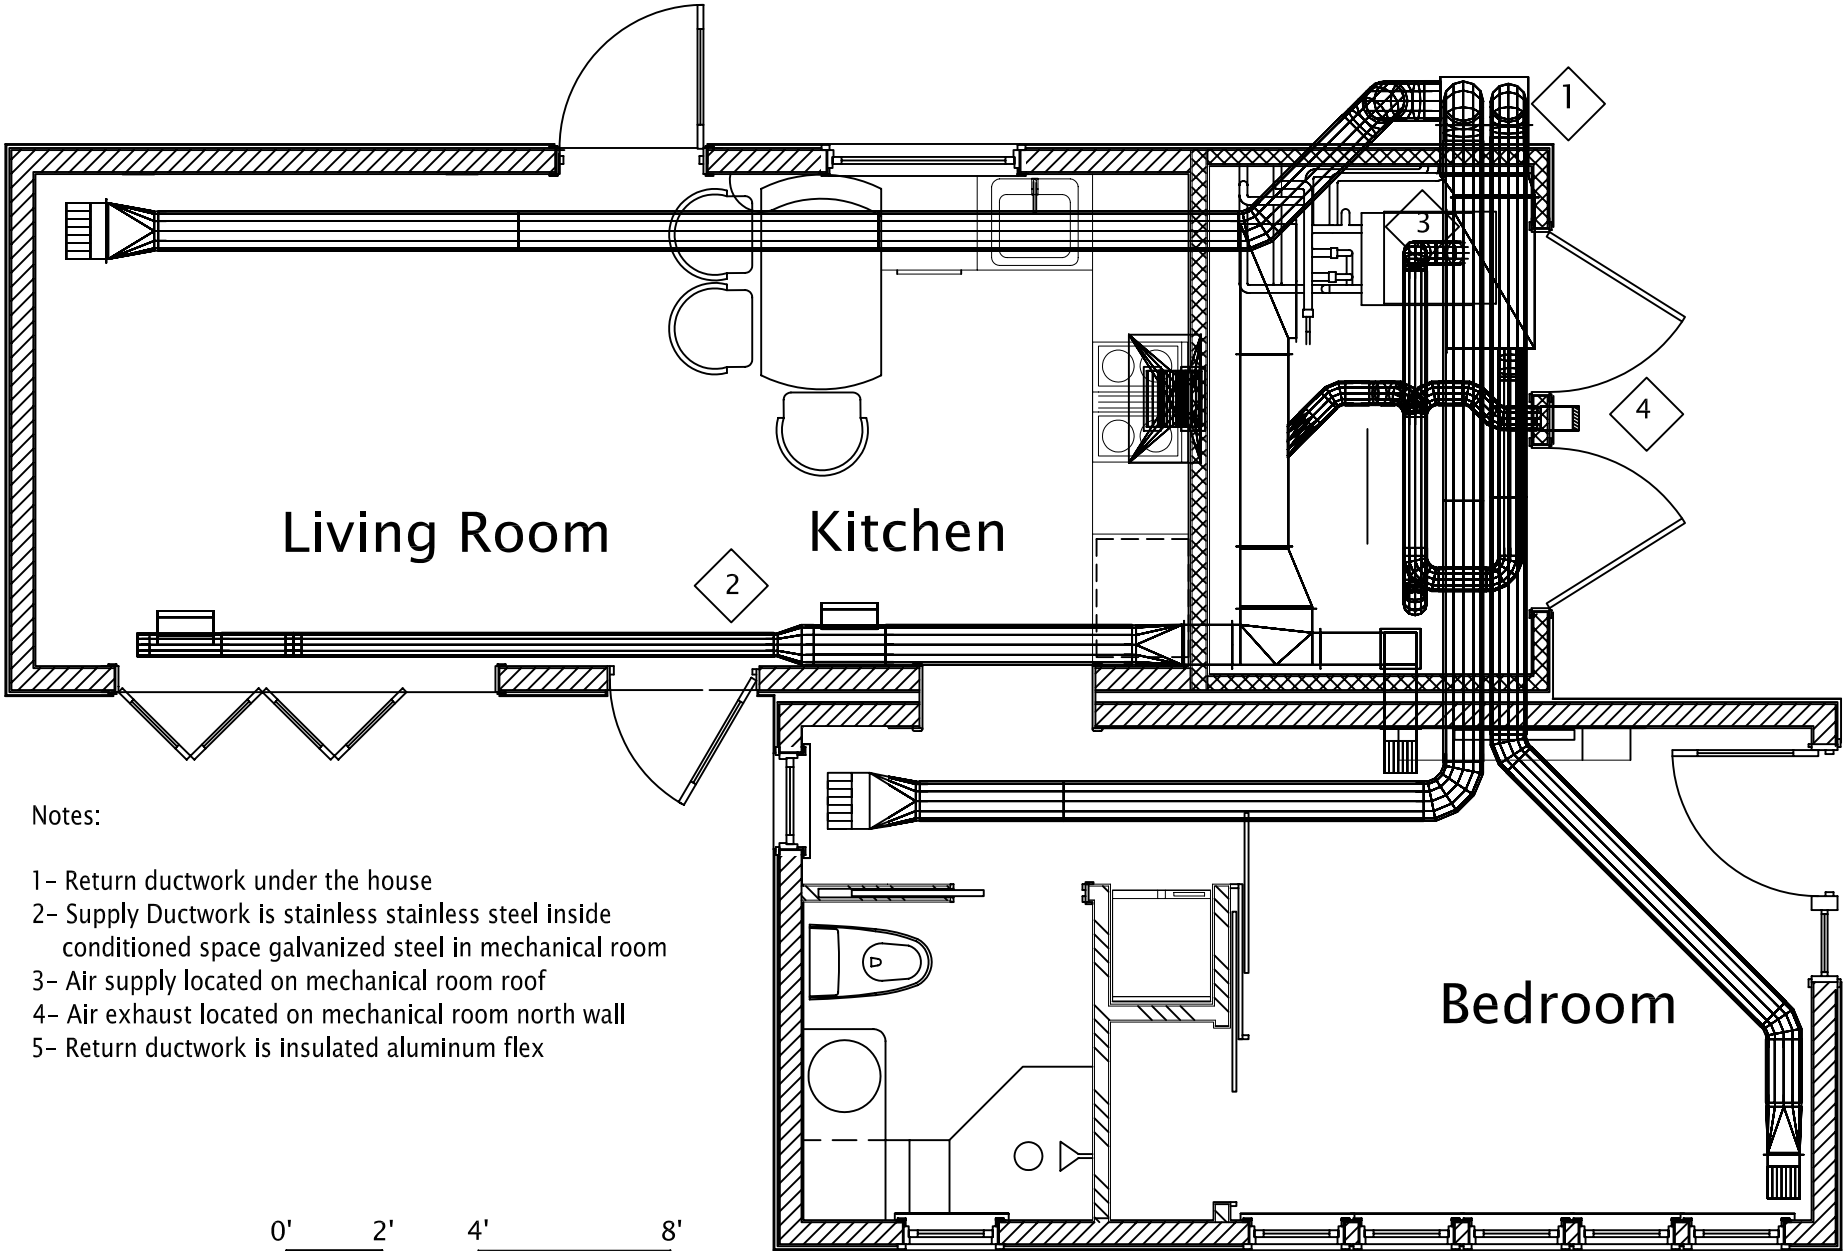 1
3
4
Living Room
Kitchen
2
Notes:
1- Return ductwork under the house
2- Supply Ductwork is stainless stainless steel inside
conditioned space galvanized steel in mechanical room
3- Air supply located on mechanical room roof
4- Air exhaust located on mechanical room north wall
5- Return ductwork is insulated aluminum flex
Bedroom
0' 2' 4' 8'